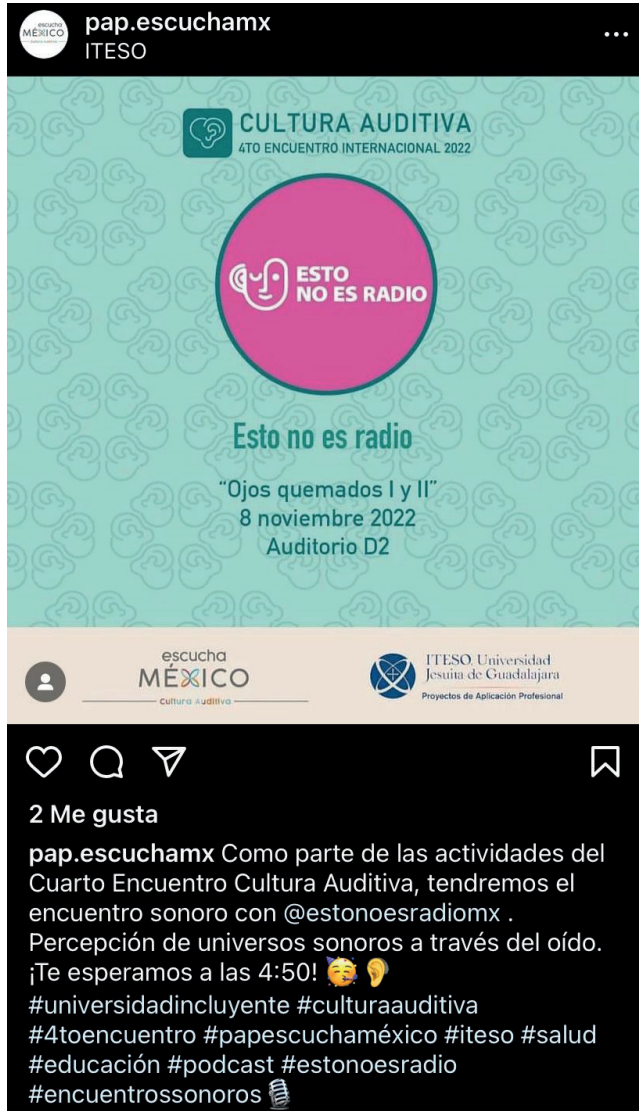 escucha
MÉXICO
Cultura Auditiva
pap.escuchamx
ITESO
CULTURA AUDITIVA
4TO ENCUENTRO INTERNACIONAL 2022
ESTO
NO ES RADIO
Esto no es radio
“Ojos quemados I y II”
8 noviembre 2022
Auditorio D2
escucha
MÉXICO
Cultura Auditiva
ITESO, Universidad
Jesuita de Guadalajara
Proyectos de Aplicación Profesional
2 Me gusta
pap.escuchamx Como parte de las actividades del
Cuarto Encuentro Cultura Auditiva, tendremos el
encuentro sonoro con @estonoesradiomx .
Percepción de universos sonoros a través del oído.
¡Te esperamos a las 4:50! 🥳 👂
#universidadincluyente #culturaauditiva
#4toencuentro #papescuchaméxico #iteso #salud
#educación #podcast #estonoesradio
#encuentrossonoros 🎙️